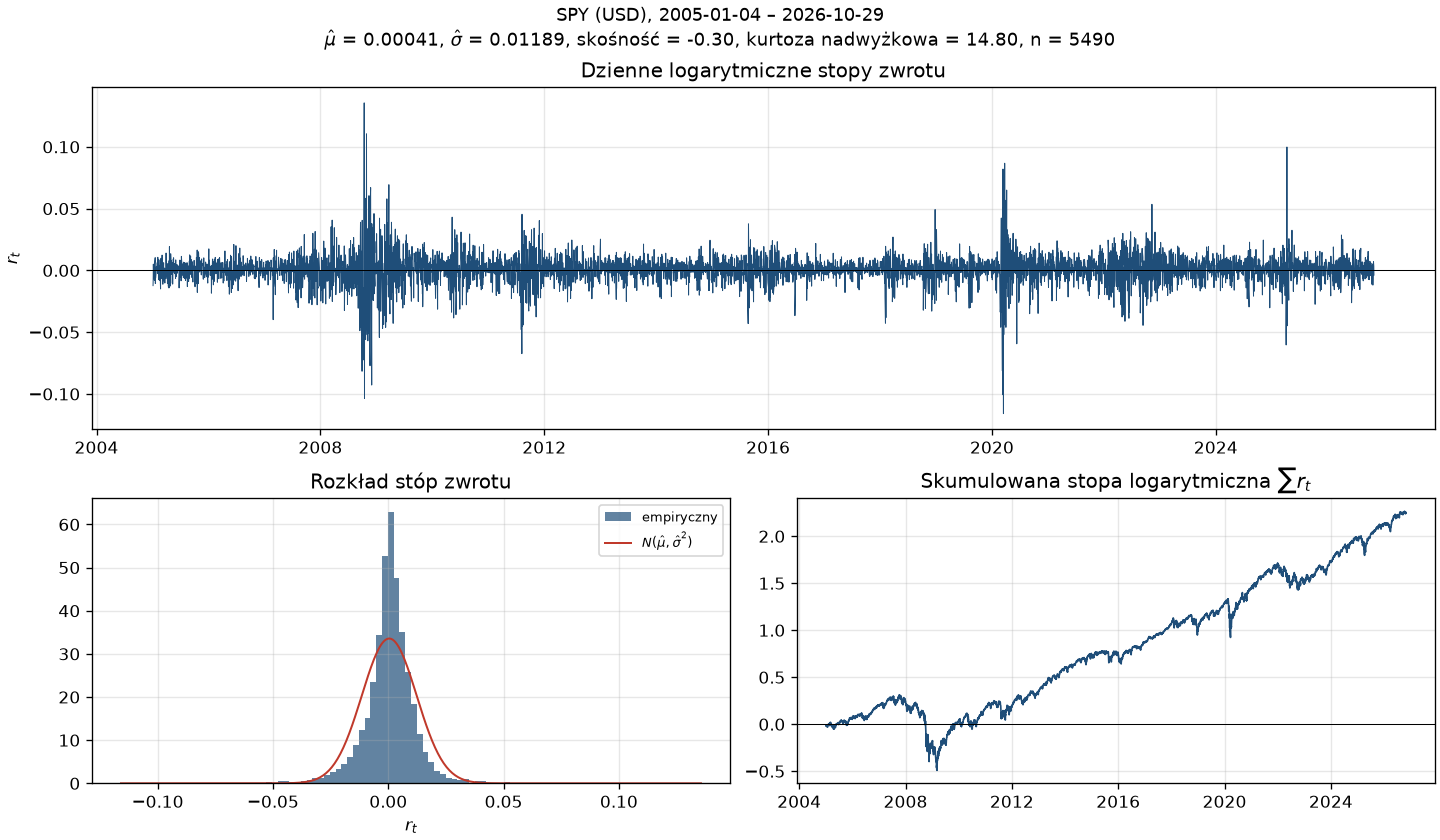 SPY (USD), 2005-01-04 – 2026-10-29
μ̂ = 0.00041, σ̂ = 0.01189, skośność = -0.30, kurtoza nadwyżkowa = 14.80, n = 5490
Dzienne logarytmiczne stopy zwrotu
0.10
0.05
0.00
−0.05
−0.10
r_t
2004 2008 2012 2016 2020 2024
Rozkład stóp zwrotu
60
50
40
30
20
10
0
empiryczny
N(μ̂, σ̂²)
−0.10 −0.05 0.00 0.05 0.10
r_t
Skumulowana stopa logarytmiczna ∑r_t
2.0
1.5
1.0
0.5
0.0
−0.5
2004 2008 2012 2016 2020 2024